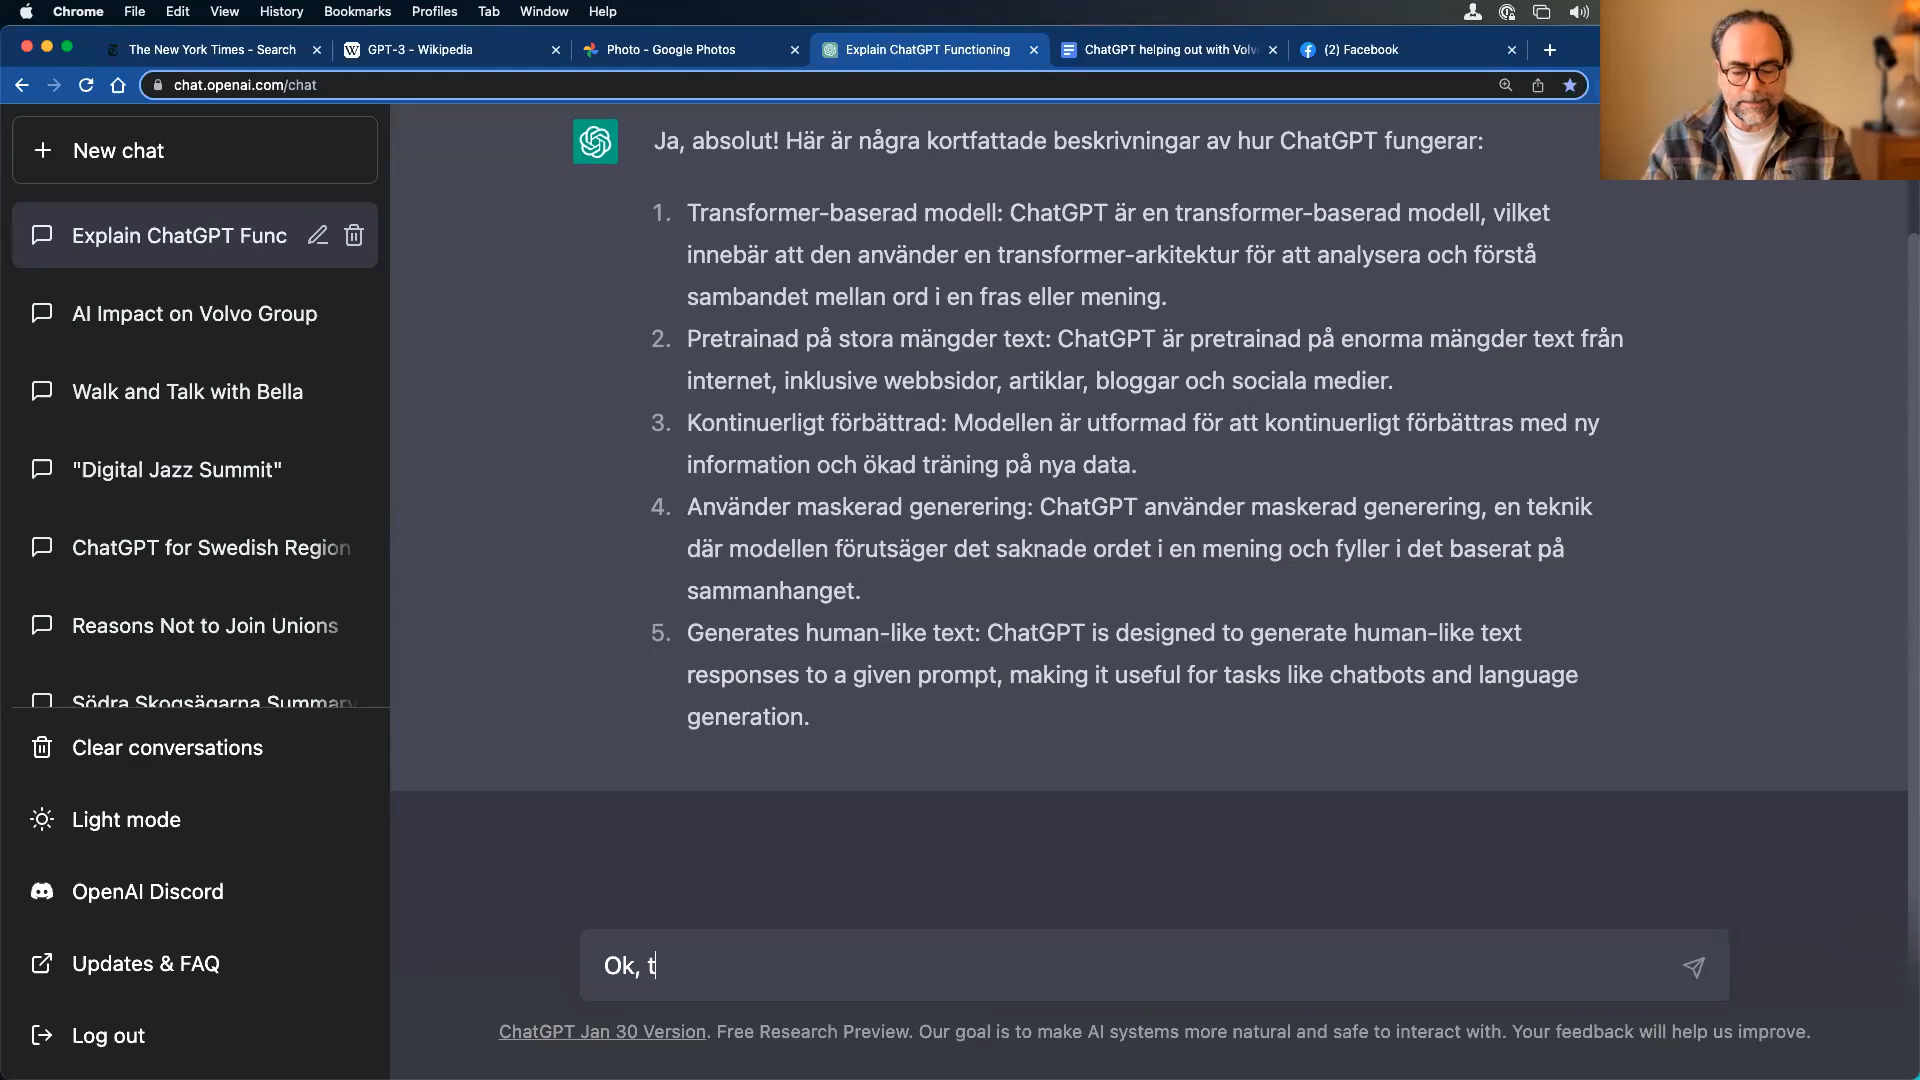 Chrome File Edit View History Bookmarks Profiles Tab Window Help
The New York Times - Search
GPT-3 - Wikipedia
Photo - Google Photos
Explain ChatGPT Functioning
ChatGPT helping out with Volv
(2) Facebook
chat.openai.com/chat
New chat
Explain ChatGPT Func
AI Impact on Volvo Group
Walk and Talk with Bella
"Digital Jazz Summit"
ChatGPT for Swedish Region
Reasons Not to Join Unions
Södra Skogsägarna Summary
Clear conversations
Light mode
OpenAI Discord
Updates & FAQ
Log out
Ja, absolut! Här är några kortfattade beskrivningar av hur ChatGPT fungerar:
1. Transformer-baserad modell: ChatGPT är en transformer-baserad modell, vilket
innebär att den använder en transformer-arkitektur för att analysera och förstå
sambandet mellan ord i en fras eller mening.
2. Pretrainad på stora mängder text: ChatGPT är pretrainad på enorma mängder text från
internet, inklusive webbsidor, artiklar, bloggar och sociala medier.
3. Kontinuerligt förbättrad: Modellen är utformad för att kontinuerligt förbättras med ny
information och ökad träning på nya data.
4. Använder maskerad generering: ChatGPT använder maskerad generering, en teknik
där modellen förutsäger det saknade ordet i en mening och fyller i det baserat på
sammanhanget.
5. Generates human-like text: ChatGPT is designed to generate human-like text
responses to a given prompt, making it useful for tasks like chatbots and language
generation.
Ok, t
ChatGPT Jan 30 Version. Free Research Preview. Our goal is to make AI systems more natural and safe to interact with. Your feedback will help us improve.